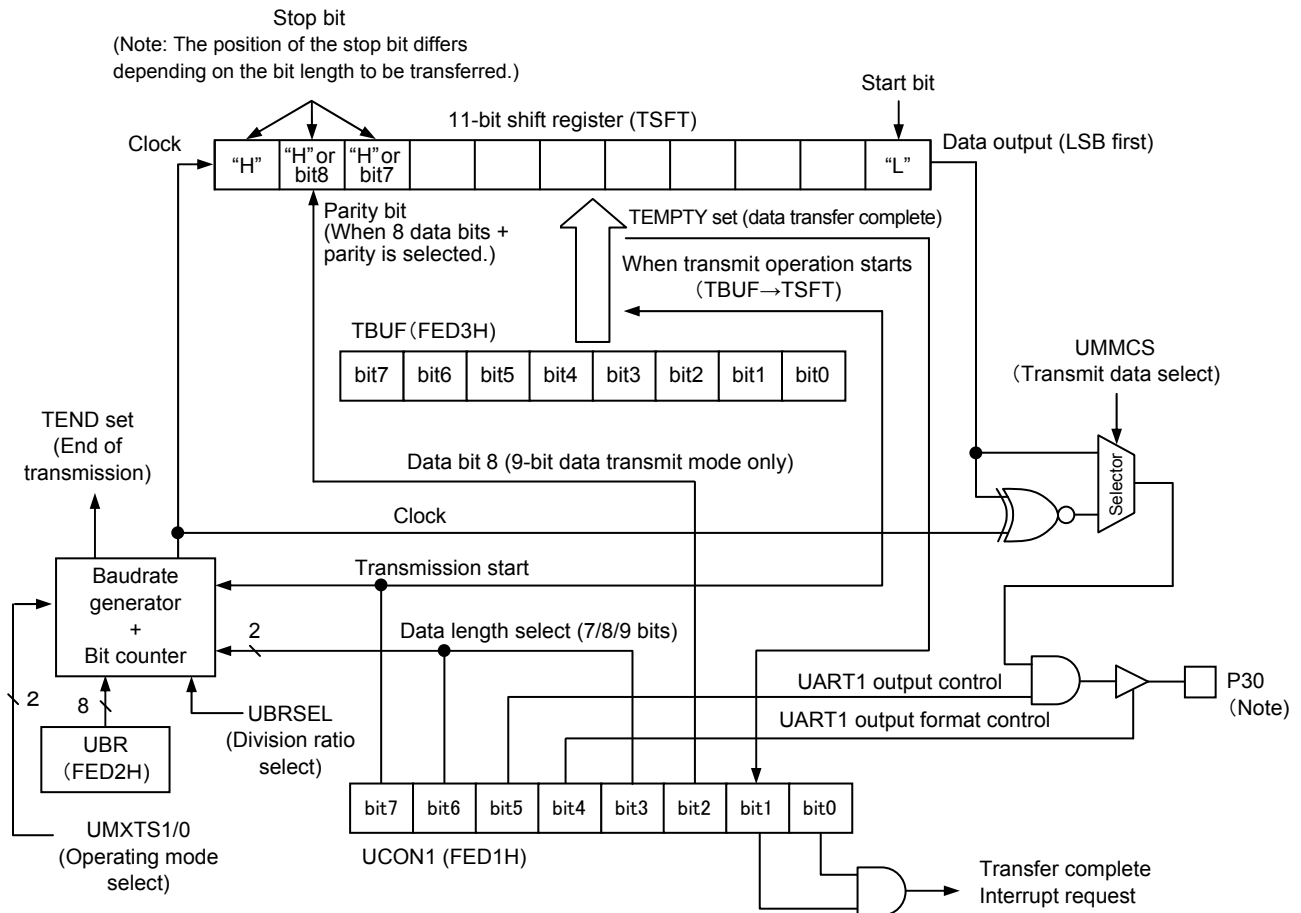 Stop bit
(Note: The position of the stop bit differs
depending on the bit length to be transferred.)
Start bit
11-bit shift register (TSFT)
Clock
Data output (LSB first)
“H”
“H” or
bit8
“H” or
bit7
“L”
Parity bit
(When 8 data bits +
parity is selected.)
TEMPTY set (data transfer complete)
When transmit operation starts
(TBUF→TSFT)
TBUF (FED3H)
bit7 bit6 bit5 bit4 bit3 bit2 bit1 bit0
UMMCS
(Transmit data select)
Selector
TEND set
(End of
transmission)
Data bit 8 (9-bit data transmit mode only)
Clock
Baudrate
generator
+
Bit counter
Transmission start
2
Data length select (7/8/9 bits)
2
8
UBR
(FED2H)
UBRSEL
(Division ratio
select)
UART1 output control
UART1 output format control
P30
(Note)
UMXTS1/0
(Operating mode
select)
bit7 bit6 bit5 bit4 bit3 bit2 bit1 bit0
UCON1 (FED1H)
Transfer complete
Interrupt request